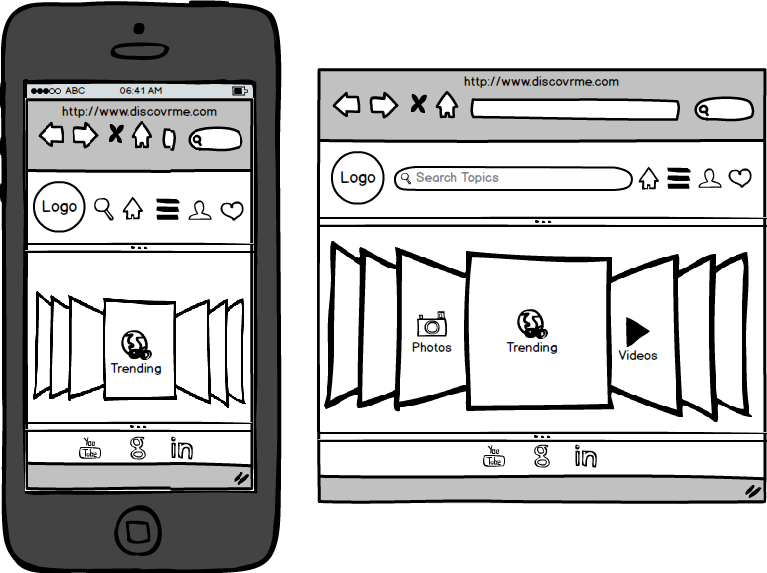 ABC 06:41 AM
http://www.discovrme.com
Logo
Trending
You
Tube
g
in
http://www.discovrme.com
Logo
Search Topics
Photos
Trending
Videos
You
Tube
g
in